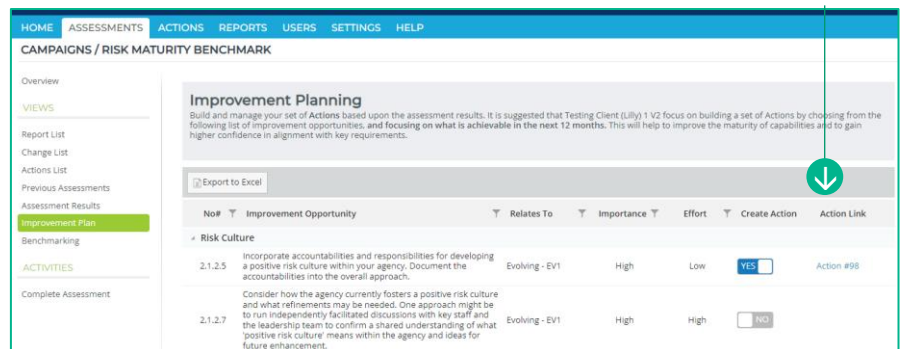 HOME ASSESSMENTS ACTIONS REPORTS USERS SETTINGS HELP
CAMPAIGNS / RISK MATURITY BENCHMARK
Overview
VIEWS
Report List
Change List
Actions List
Previous Assessments
Assessment Results
Improvement Plan
Benchmarking
ACTIVITIES
Complete Assessment
Improvement Planning
Build and manage your set of Actions based upon the assessment results. It is suggested that Testing Client (Lilly) 1 V2 focus on building a set of Actions by choosing from the
following list of improvement opportunities, and focusing on what is achievable in the next 12 months. This will help to improve the maturity of capabilities and to gain
higher confidence in alignment with key requirements.
Export to Excel
No# Improvement Opportunity Relates To Importance Effort Create Action Action Link
Risk Culture
Incorporate accountabilities and responsibilities for developing
2.1.2.5 a positive risk culture within your agency. Document the Evolving - EV1 High Low YES Action #98
accountabilities into the overall approach.
Consider how the agency currently fosters a positive risk culture
and what refinements may be needed. One approach might be
to run independently facilitated discussions with key staff and
2.1.2.7 the leadership team to confirm a shared understanding of what Evolving - EV1 High High NO
'positive risk culture' means within the agency and ideas for
future enhancement.